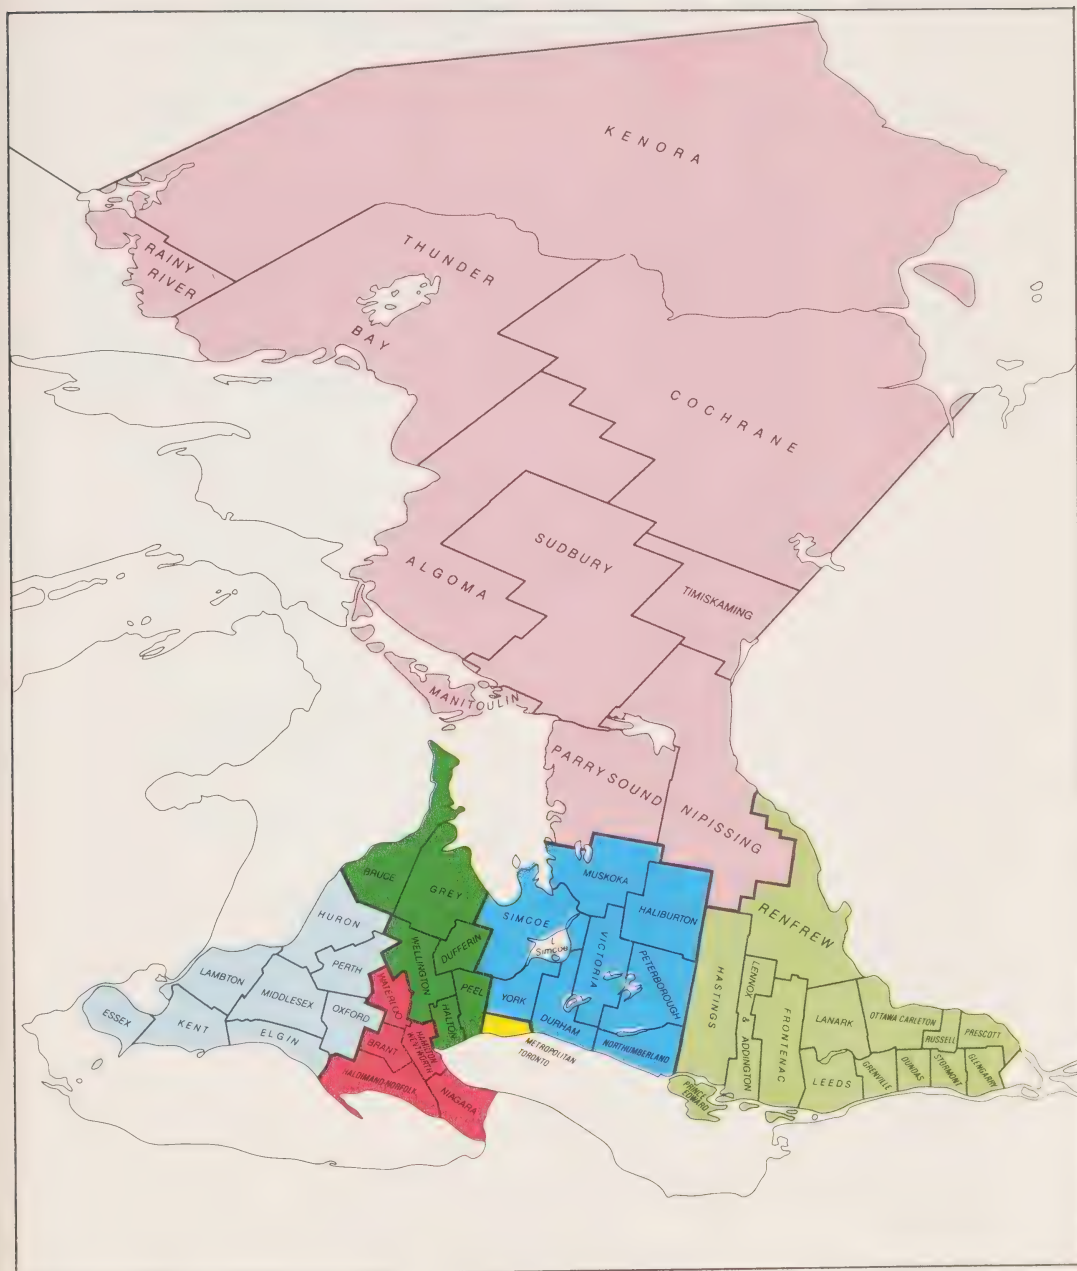 KENORA
RAINY
RIVER
THUNDER
BAY
COCHRANE
SUDBURY
ALGOMA
TIMISKAMING
MANITOULIN
PARRY SOUND
NIPISSING
MUSKOKA
HALIBURTON
RENFREW
BRUCE
GREY
SIMCOE
L
Simcoe
VICTORIA
PETERBOROUGH
HURON
WELLINGTON
DUFFERIN
PERTH
LAMBTON
MIDDLESEX
OXFORD
WATERLOO
PEEL
HALTON
YORK
DURHAM
NORTHUMBERLAND
METROPOLITAN
TORONTO
ESSEX
KENT
ELGIN
BRANT
HAMILTON
WENTWORTH
HALDIMAND-NORFOLK
NIAGARA
HASTINGS
LENNOX
&
ADDINGTON
FRONTENAC
PRINCE
EDWARD
LANARK
LEEDS
OTTAWA CARLETON
RUSSELL
PRESCOTT
GRENVILLE
DUNDAS
STORMONT
GLENGARRY